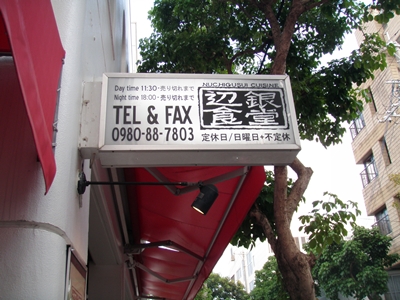 Day time 11:30 - 売り切れまで
Night time 18:00 - 売り切れまで
TEL & FAX
0980-88-7803
NUCHIGUSUI CUISINE
辺銀食堂
定休日/日曜日+不定休